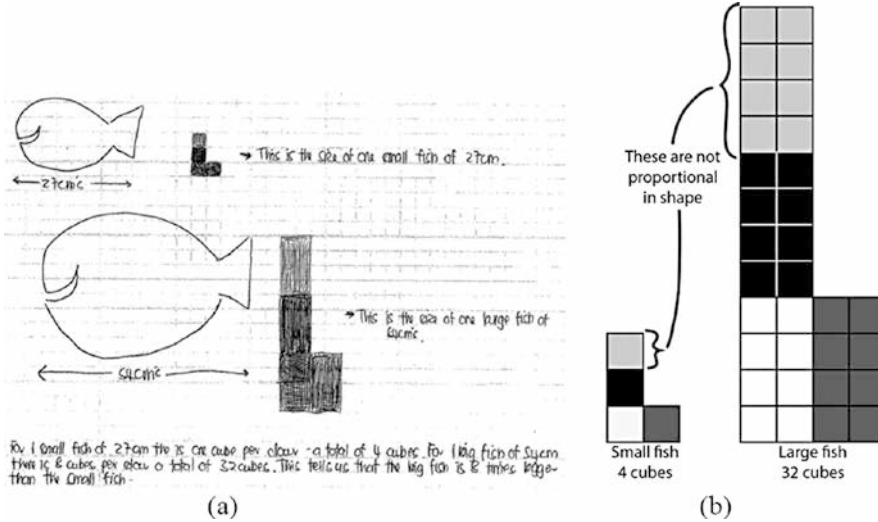 27cm's
→ This is the size of one small fish of 27cm.
54cm's
→ This is the size of one large fish of
54cm's.
For 1 small fish of 27cm the is one cube per colour - a total of 4 cubes. For 1 big fish of 54cm
there is 8 cubes per colour a total of 32cubes. This tells us that the big fish is 8 times bigger
than the small fish.
(a)
These are not
proportional
in shape
Small fish
4 cubes
Large fish
32 cubes
(b)